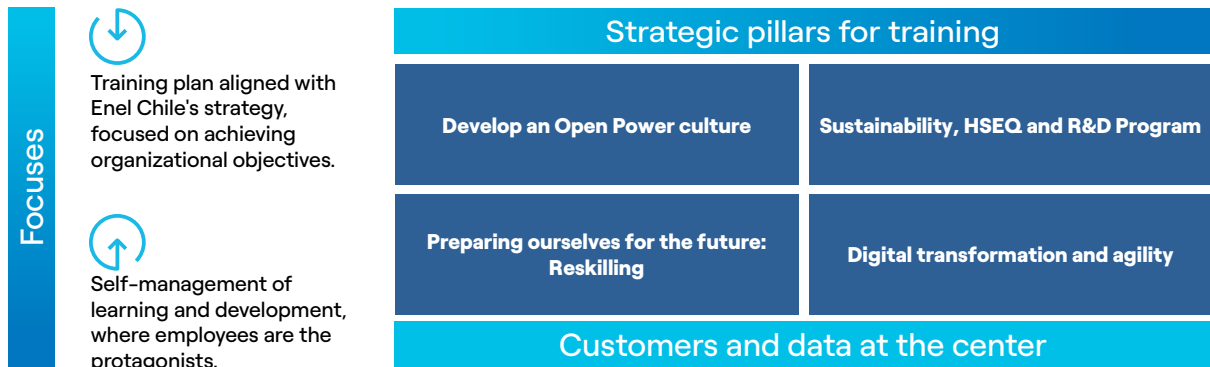 Focuses
Training plan aligned with
Enel Chile's strategy,
focused on achieving
organizational objectives.
Self-management of
learning and development,
where employees are the
protagonists.
Strategic pillars for training
Develop an Open Power culture
Sustainability, HSEQ and R&D Program
Preparing ourselves for the future:
Reskilling
Digital transformation and agility
Customers and data at the center